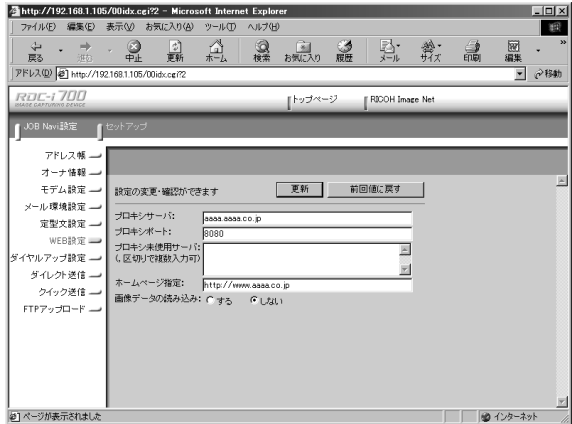 http://192.168.1.105/00idx.cgi?2 - Microsoft Internet Explorer
ファイル(F) 編集(E) 表示(V) お気に入り(A) ツール(T) ヘルプ(H)
戻る 進む 中止 更新 ホーム 検索 お気に入り 履歴 メール サイズ 印刷 編集 »
アドレス(D) http://192.168.1.105/00idx.cgi?2 移動
RDC-i 700
IMAGE CAPTURING DEVICE
トップページ RICOH Image Net
JOB Navi設定 セットアップ
アドレス帳
オーナ情報
モデム設定
メール環境設定
定型文設定
WEB設定
ダイヤルアップ設定
ダイレクト送信
クイック送信
FTPアップロード
設定の変更・確認ができます 更新 前回値に戻す
プロキシサーバ: aaaa.aaaa.co.jp
プロキシポート: 8080
プロキシ未使用サーバ:
(,区切りで複数入力可)
ホームページ指定: http://www.aaaa.co.jp
画像データの読み込み: する しない
ページが表示されました インターネット